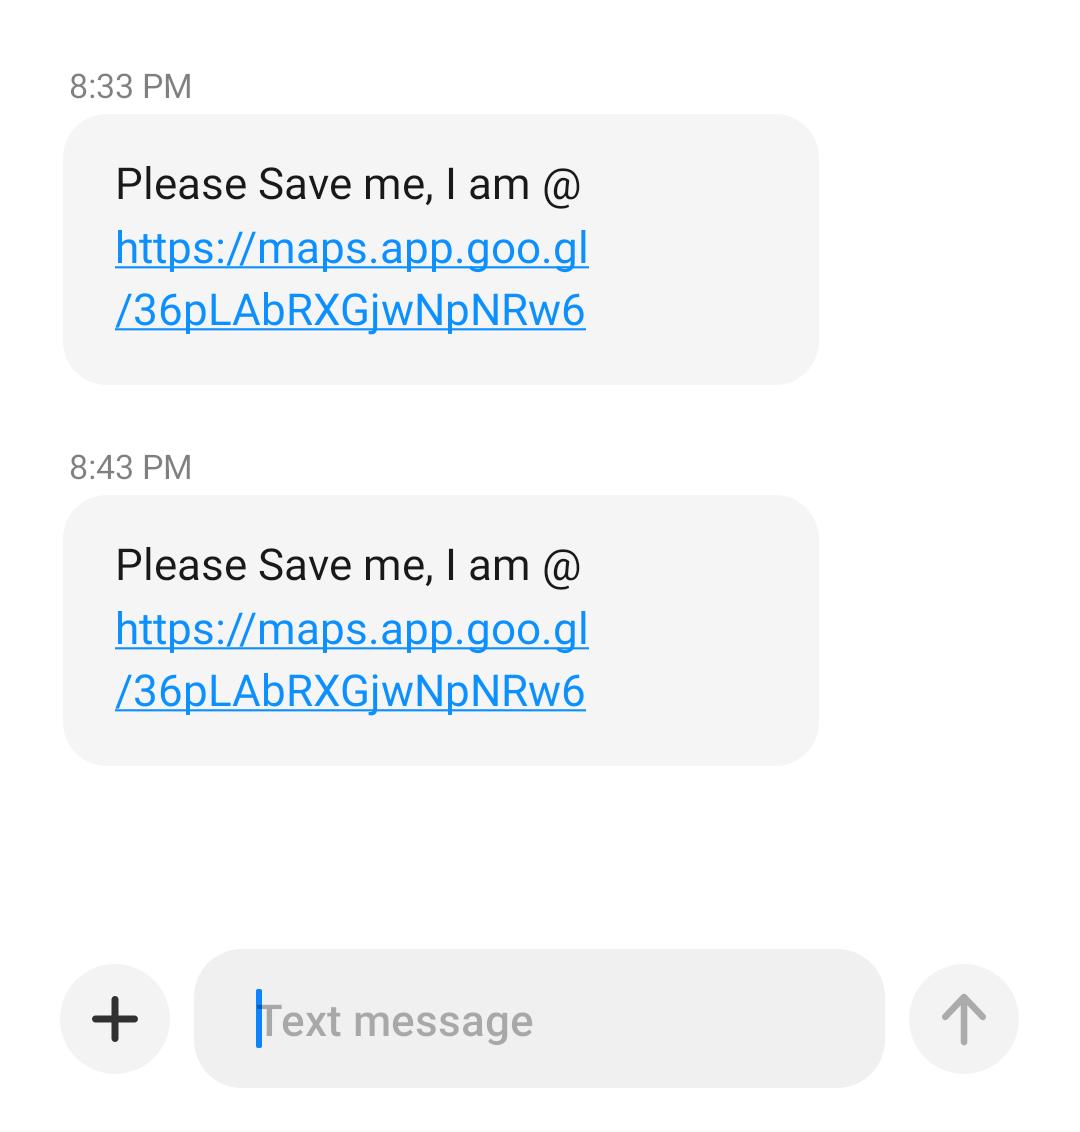 8:33 PM
Please Save me, I am @
https://maps.app.goo.gl
/36pLAbRXGjwNpNRw6
8:43 PM
Please Save me, I am @
https://maps.app.goo.gl
/36pLAbRXGjwNpNRw6
Text message